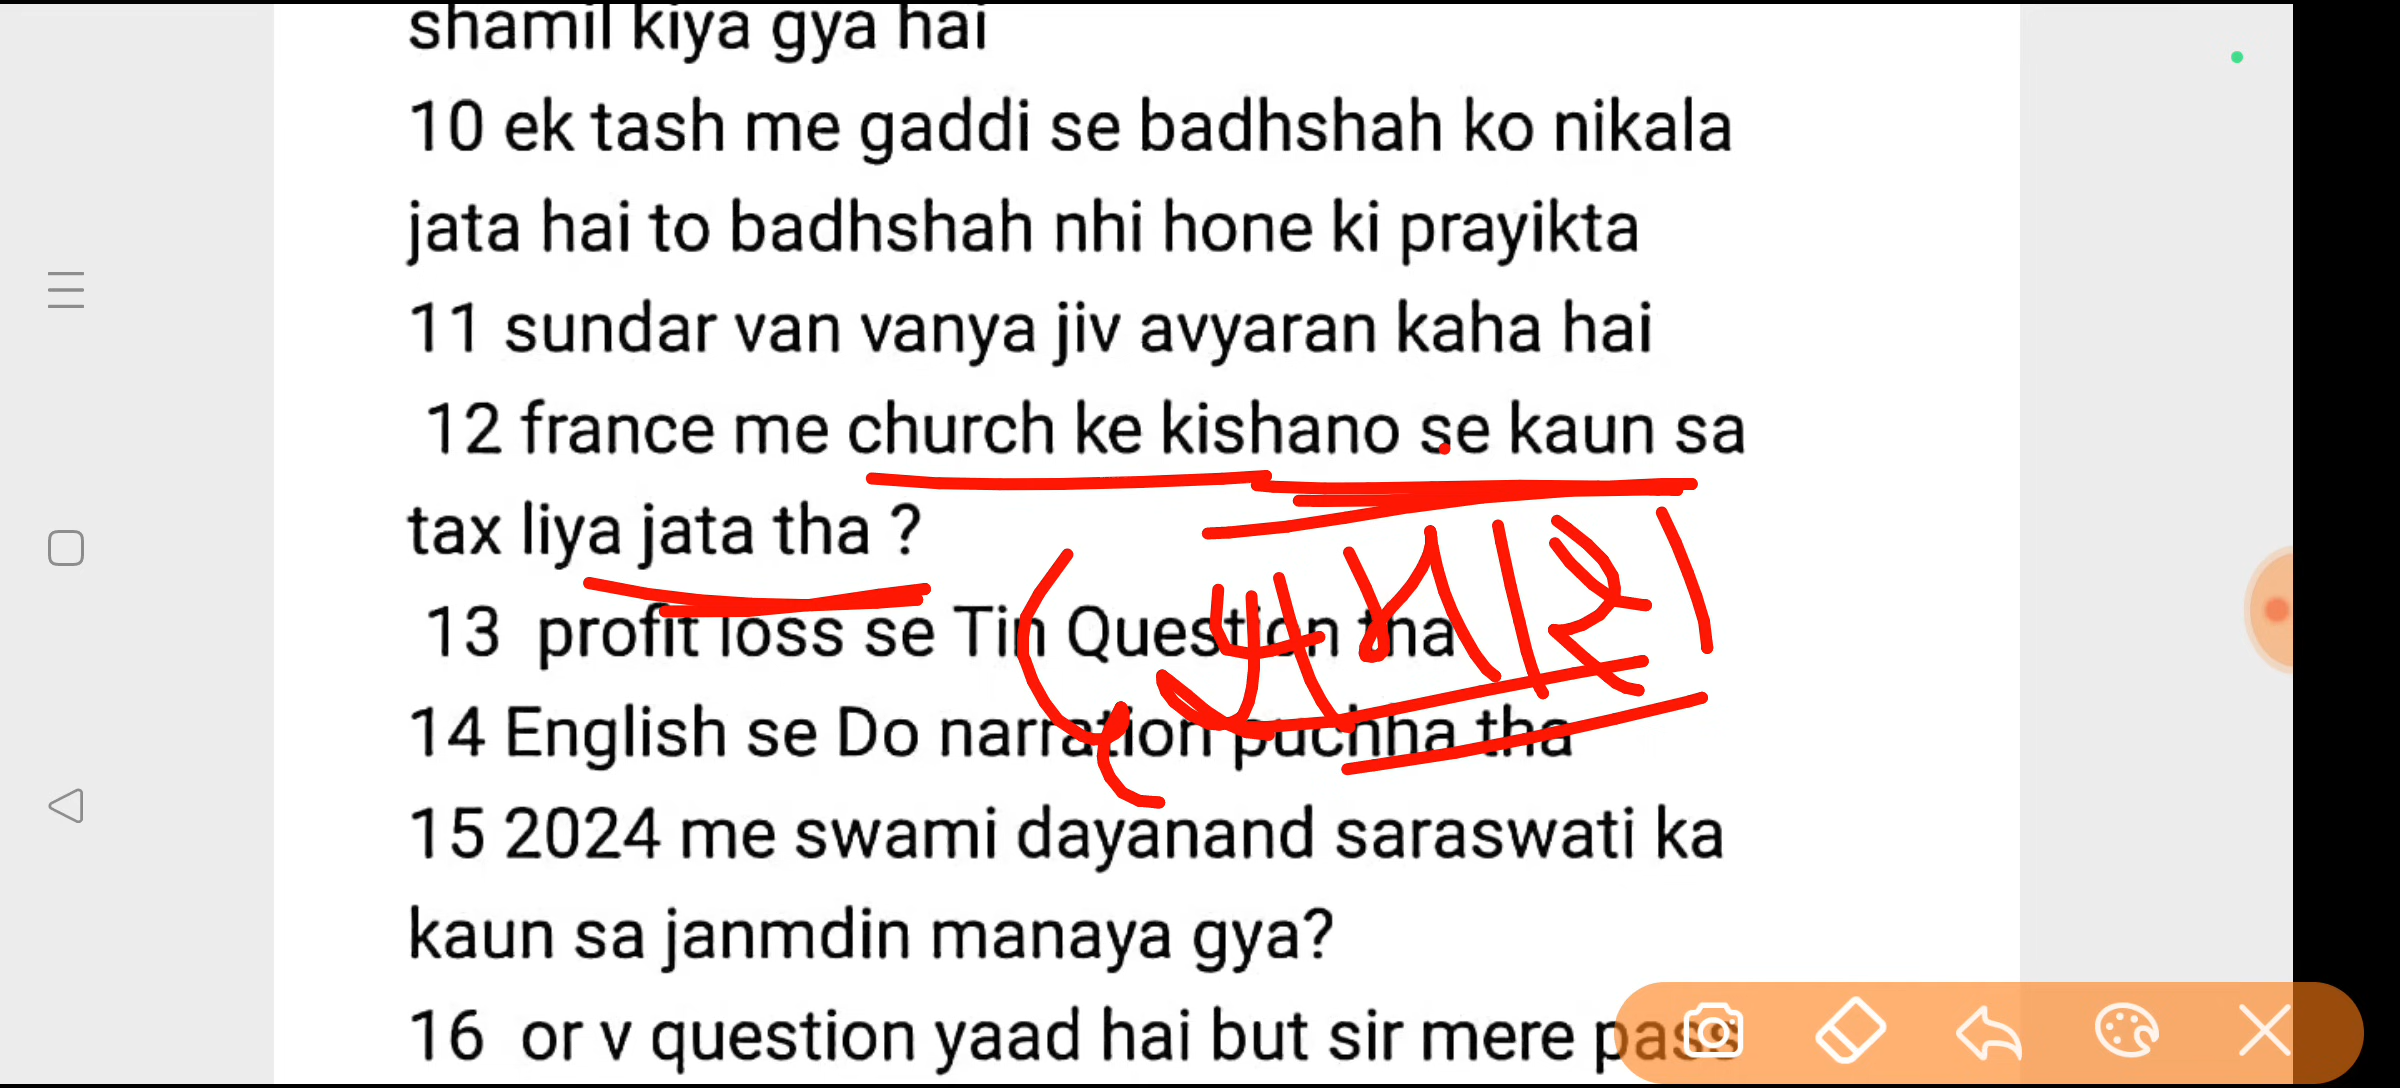 shamil kiya gya hai
10 ek tash me gaddi se badhshah ko nikala
jata hai to badhshah nhi hone ki prayikta
11 sundar van vanya jiv avyaran kaha hai
12 france me church ke kishano se kaun sa
tax liya jata tha ?
13 profit loss se Tin Question tha
14 English se Do narration puchha tha
15 2024 me swami dayanand saraswati ka
kaun sa janmdin manaya gya?
16 or v question yaad hai but sir mere pass